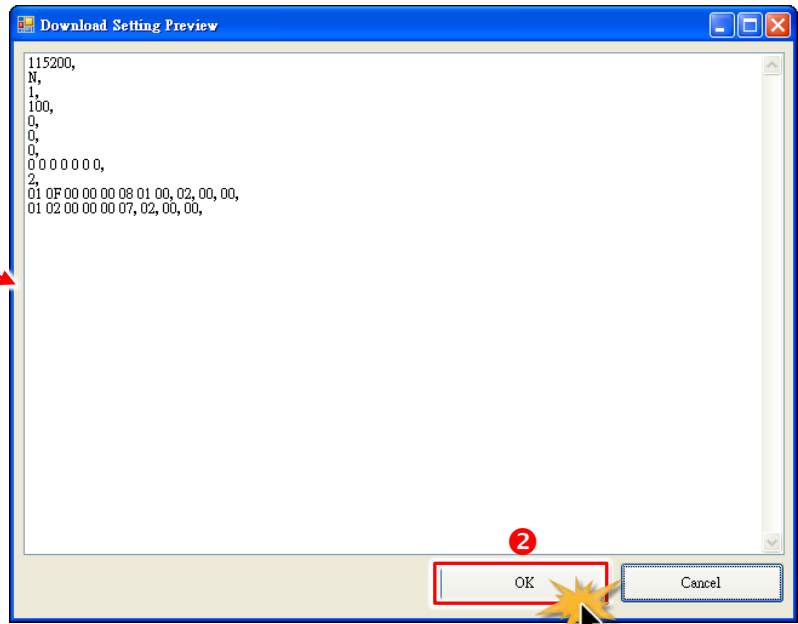 Download Setting Preview
115200,
N,
1,
100,
0,
0,
0,
0 0 0 0 0 0 0,
2,
01 0F 00 00 00 08 01 00, 02, 00, 00,
01 02 00 00 00 07, 02, 00, 00,
2
OK
Cancel